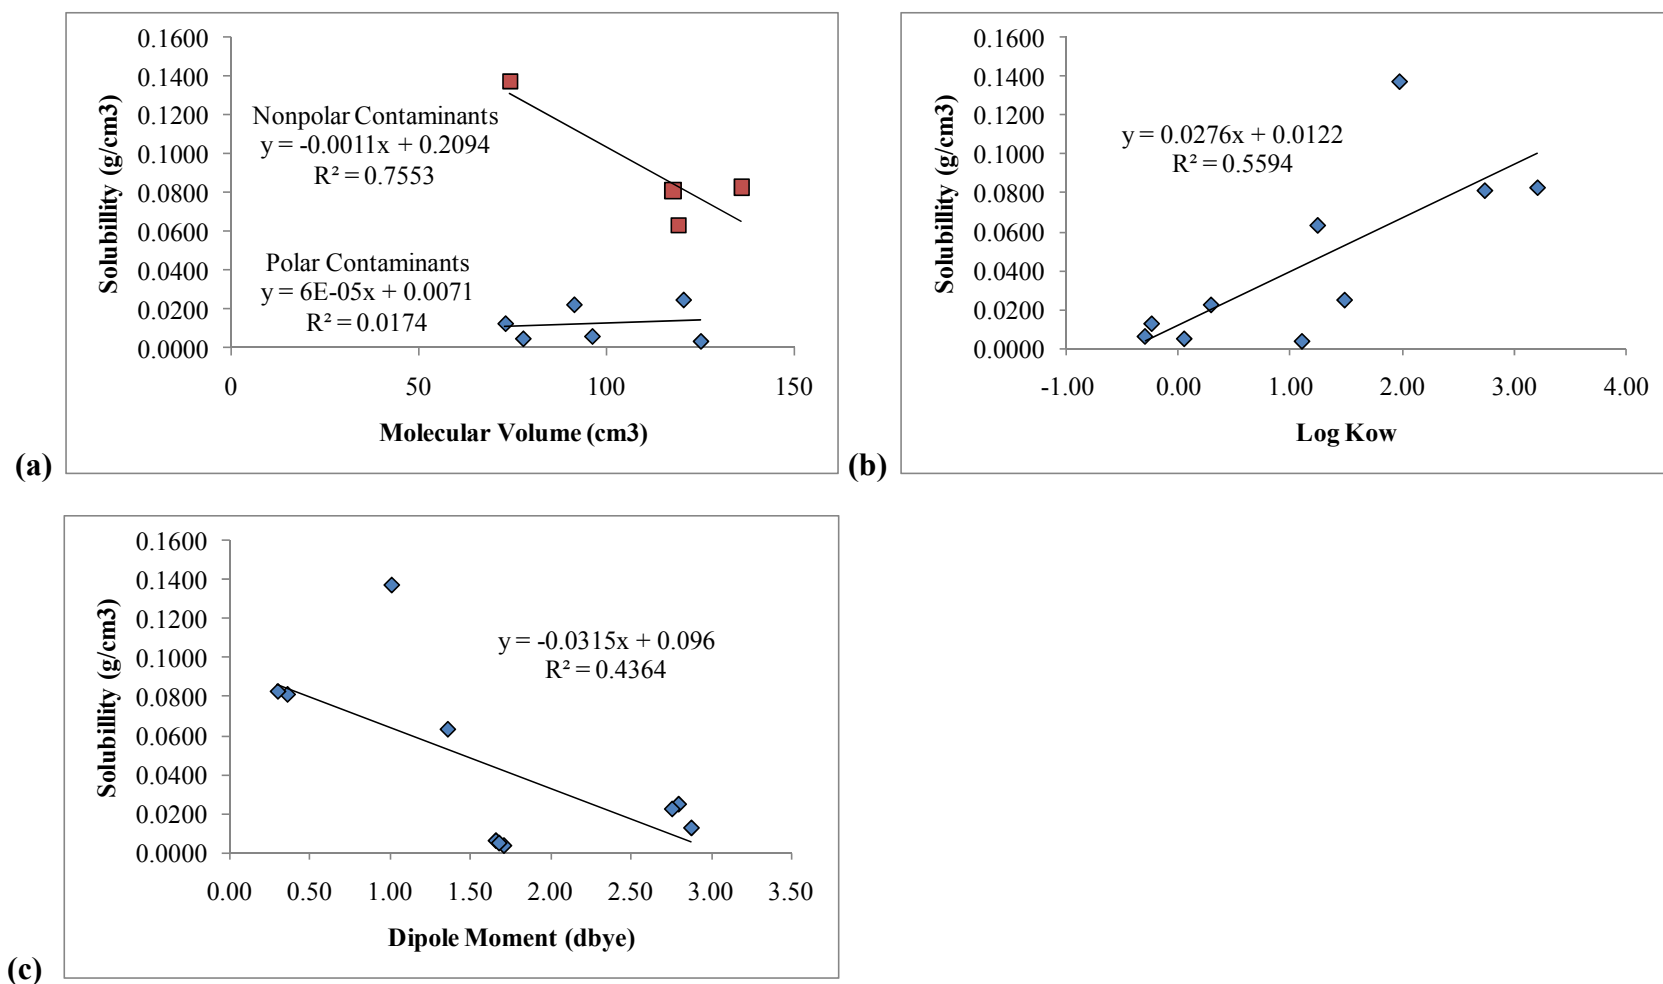 0.1600
0.1400
0.1200
0.1000
0.0800
0.0600
0.0400
0.0200
0.0000
Solubillity (g/cm3)
Nonpolar Contaminants
y = -0.0011x + 0.2094
R² = 0.7553
Polar Contaminants
y = 6E-05x + 0.0071
R² = 0.0174
0 50 100 150
Molecular Volume (cm3)
(a)
0.1600
0.1400
0.1200
0.1000
0.0800
0.0600
0.0400
0.0200
0.0000
Solubillity (g/cm3)
y = 0.0276x + 0.0122
R² = 0.5594
-1.00 0.00 1.00 2.00 3.00 4.00
Log Kow
(b)
0.1600
0.1400
0.1200
0.1000
0.0800
0.0600
0.0400
0.0200
0.0000
Solubillity (g/cm3)
y = -0.0315x + 0.096
R² = 0.4364
0.00 0.50 1.00 1.50 2.00 2.50 3.00 3.50
Dipole Moment (dbye)
(c)